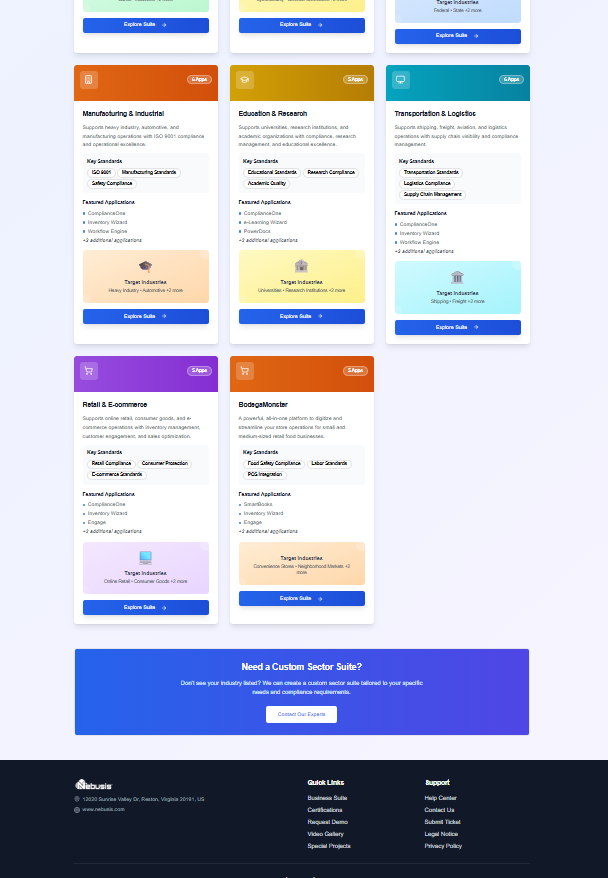 Explore Suite →
Explore Suite →
Federal • State +2 more
Explore Suite →
6 Apps
Manufacturing & Industrial
Supports heavy industry, automotive, and
manufacturing operations with ISO 9001 compliance
and operational excellence.
Key Standards
ISO 9001
Manufacturing Standards
Safety Compliance
Featured Applications
ComplianceOne
Inventory Wizard
Workflow Engine
+3 additional applications
Target Industries
Heavy Industry • Automotive +2 more
Explore Suite →
5 Apps
Education & Research
Supports universities, research institutions, and
academic organizations with compliance, research
management, and educational excellence.
Key Standards
Educational Standards
Research Compliance
Academic Quality
Featured Applications
ComplianceOne
e-Learning Wizard
PowerDocs
+2 additional applications
Target Industries
Universities • Research Institutions +2 more
Explore Suite →
6 Apps
Transportation & Logistics
Supports shipping, freight, aviation, and logistics
operations with supply chain visibility and compliance
management.
Key Standards
Transportation Standards
Logistics Compliance
Supply Chain Management
Featured Applications
ComplianceOne
Inventory Wizard
Workflow Engine
+3 additional applications
Target Industries
Shipping • Freight +2 more
Explore Suite →
5 Apps
Retail & E-commerce
Supports online retail, consumer goods, and e-
commerce operations with inventory management,
customer engagement, and sales optimization.
Key Standards
Retail Compliance
Consumer Protection
E-commerce Standards
Featured Applications
ComplianceOne
Inventory Wizard
Engage
+2 additional applications
Target Industries
Online Retail • Consumer Goods +2 more
Explore Suite →
5 Apps
BodegaMonster
A powerful, all-in-one platform to digitize and
streamline your store operations for small and
medium-sized retail food businesses.
Key Standards
Food Safety Compliance
Labor Standards
POS Integration
Featured Applications
SmartBooks
Inventory Wizard
Engage
+2 additional applications
Target Industries
Convenience Stores • Neighborhood Markets +2
more
Explore Suite →
Need a Custom Sector Suite?
Don't see your industry listed? We can create a custom sector suite tailored to your specific
needs and compliance requirements.
Contact Our Experts
Nebusis
12020 Sunrise Valley Dr, Reston, Virginia 20191, US
www.nebusis.com
Quick Links
Business Suite
Certifications
Request Demo
Video Gallery
Special Projects
Support
Help Center
Contact Us
Submit Ticket
Legal Notice
Privacy Policy